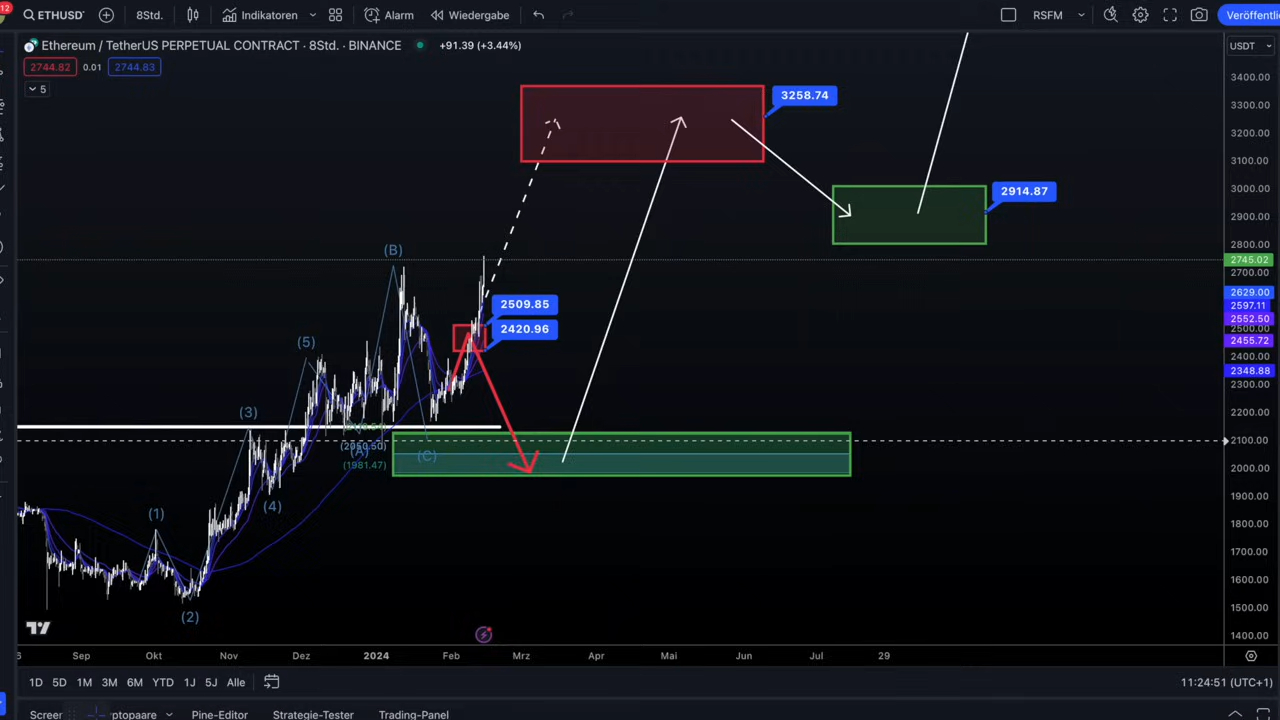 12
ETHUSD
8Std.
Indikatoren
Alarm
Wiedergabe
RSFM
Veröffentli
Ethereum / TetherUS PERPETUAL CONTRACT · 8Std. · BINANCE
+91.39 (+3.44%)
USDT
2744.82
0.01
2744.83
5
3400.00
3300.00
3200.00
3100.00
3000.00
2900.00
2800.00
2745.02
2700.00
2629.00
2597.11
2552.50
2500.00
2455.72
2400.00
2348.88
2300.00
2200.00
2100.00
2000.00
1900.00
1800.00
1700.00
1600.00
1500.00
1400.00
3258.74
2914.87
2509.85
2420.96
(B)
(5)
(3)
(A)
(C)
(4)
(1)
(2)
(1981.47)
Sep
Okt
Nov
Dez
2024
Feb
Mrz
Apr
Mai
Jun
Jul
29
1D
5D
1M
3M
6M
YTD
1J
5J
Alle
11:24:51 (UTC+1)
Screer
ptopaare
Pine-Editor
Strategie-Tester
Trading-Panel